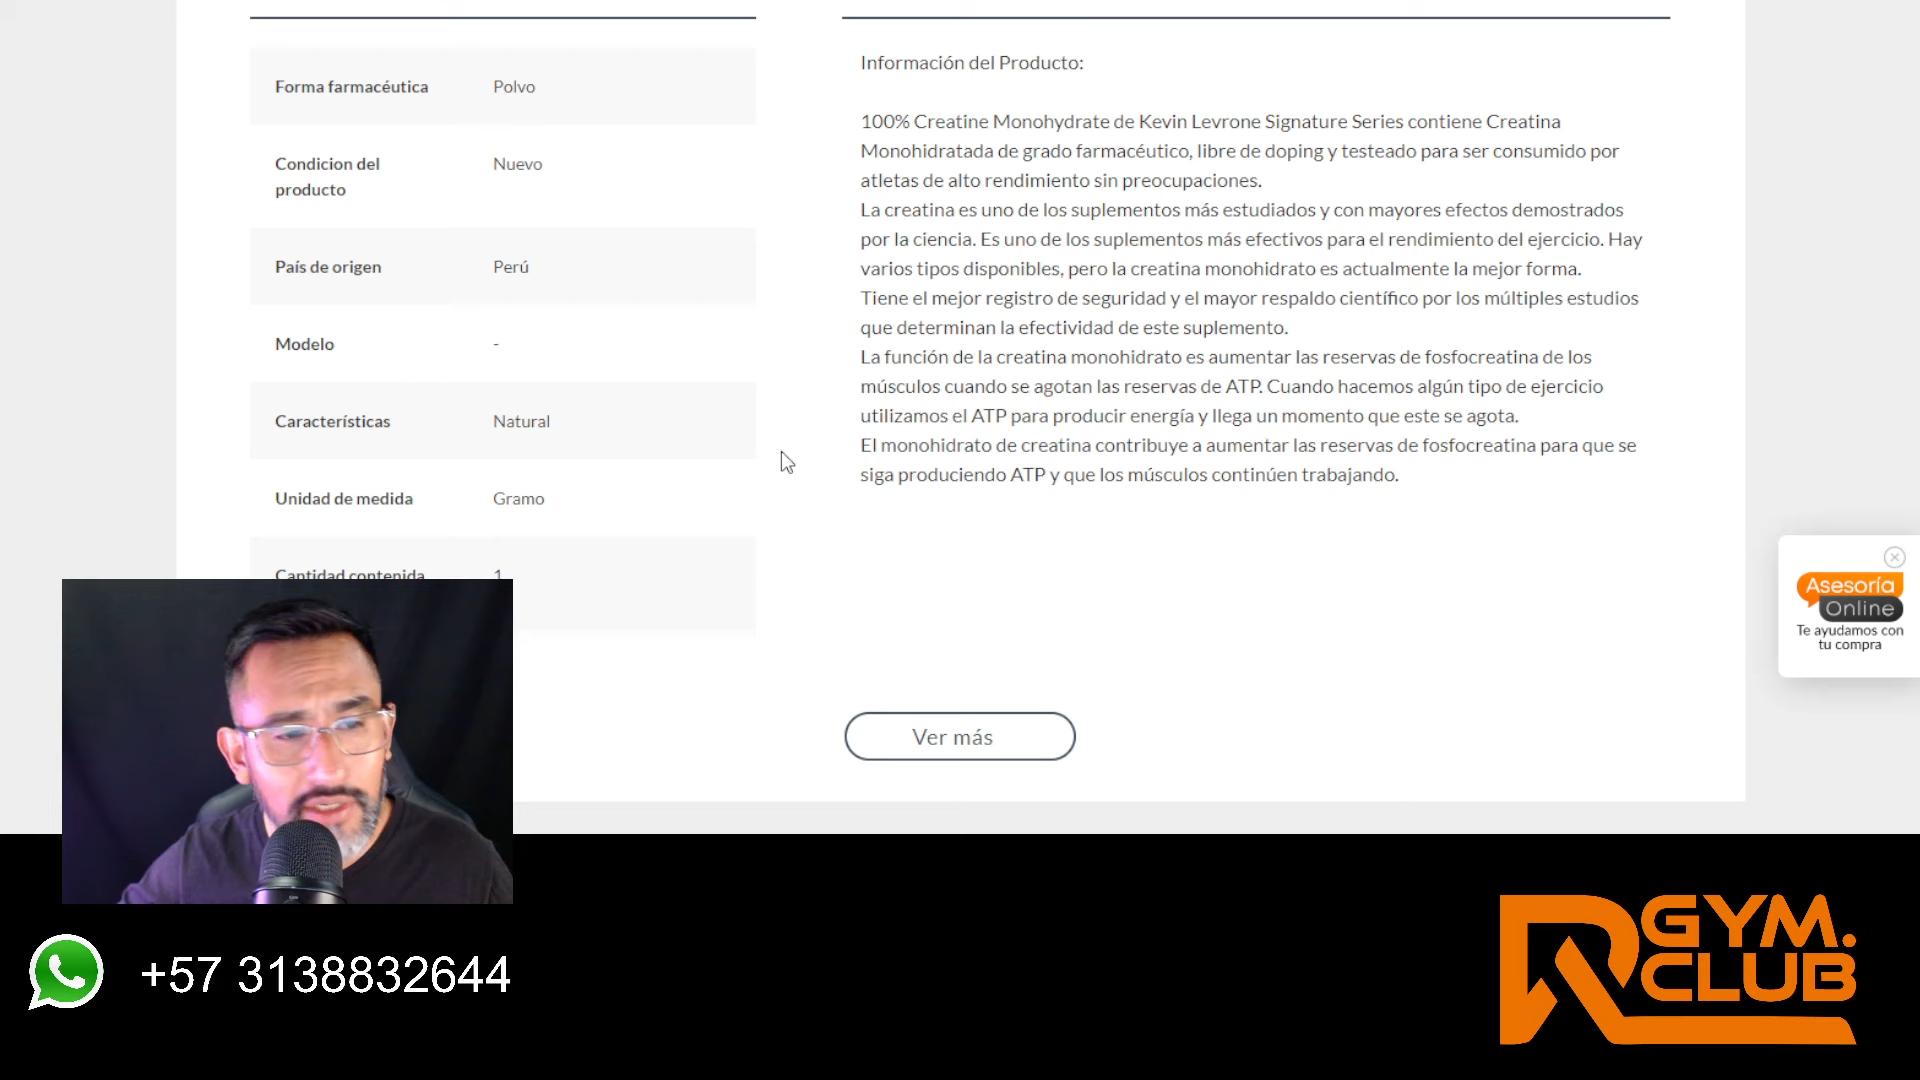 Forma farmacéutica Polvo
Condicion del
producto
Nuevo
País de origen Perú
Modelo -
Características Natural
Unidad de medida Gramo
Cantidad contenida 1
Información del Producto:
100% Creatine Monohydrate de Kevin Levrone Signature Series contiene Creatina
Monohidratada de grado farmacéutico, libre de doping y testeado para ser consumido por
atletas de alto rendimiento sin preocupaciones.
La creatina es uno de los suplementos más estudiados y con mayores efectos demostrados
por la ciencia. Es uno de los suplementos más efectivos para el rendimiento del ejercicio. Hay
varios tipos disponibles, pero la creatina monohidrato es actualmente la mejor forma.
Tiene el mejor registro de seguridad y el mayor respaldo científico por los múltiples estudios
que determinan la efectividad de este suplemento.
La función de la creatina monohidrato es aumentar las reservas de fosfocreatina de los
músculos cuando se agotan las reservas de ATP. Cuando hacemos algún tipo de ejercicio
utilizamos el ATP para producir energía y llega un momento que este se agota.
El monohidrato de creatina contribuye a aumentar las reservas de fosfocreatina para que se
siga produciendo ATP y que los músculos continúen trabajando.
Ver más
Asesoría
Online
Te ayudamos con
tu compra
+57 3138832644
GYM.
CLUB